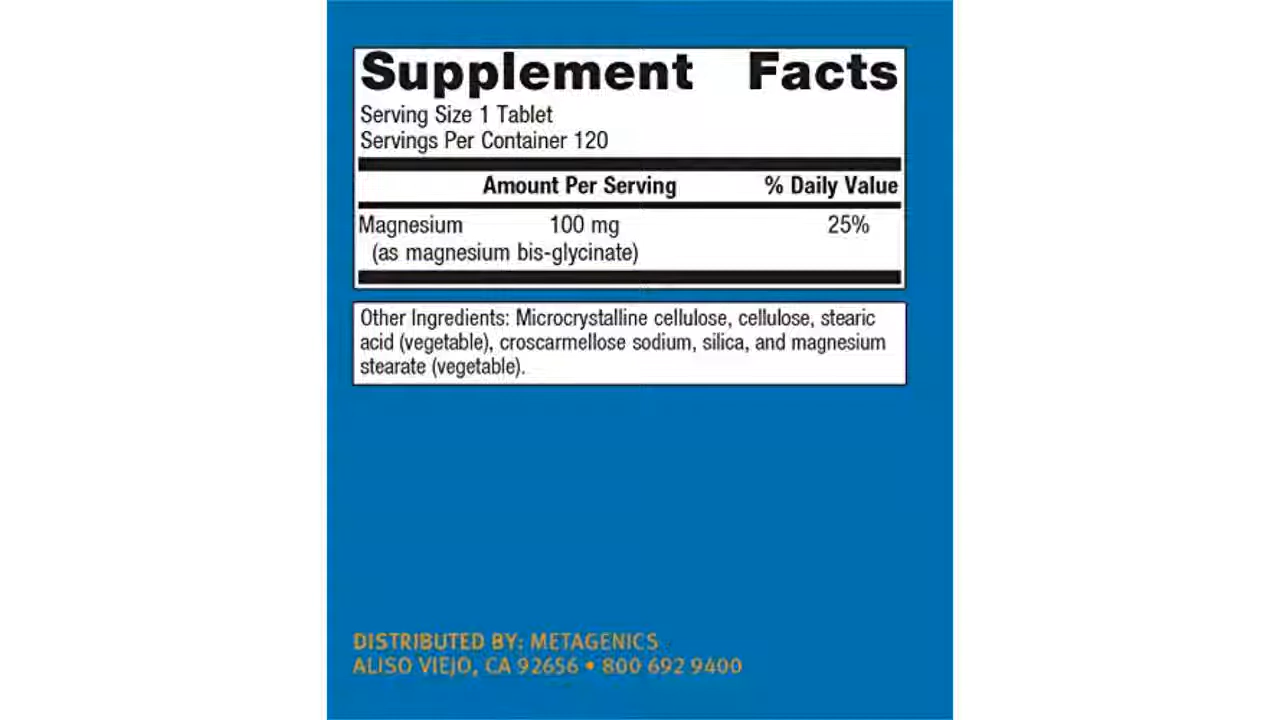 Supplement Facts
Serving Size 1 Tablet
Servings Per Container 120
Amount Per Serving % Daily Value
Magnesium 100 mg 25%
(as magnesium bis-glycinate)
Other Ingredients: Microcrystalline cellulose, cellulose, stearic
acid (vegetable), croscarmellose sodium, silica, and magnesium
stearate (vegetable).
DISTRIBUTED BY: METAGENICS
ALISO VIEJO, CA 92656 • 800 692 9400